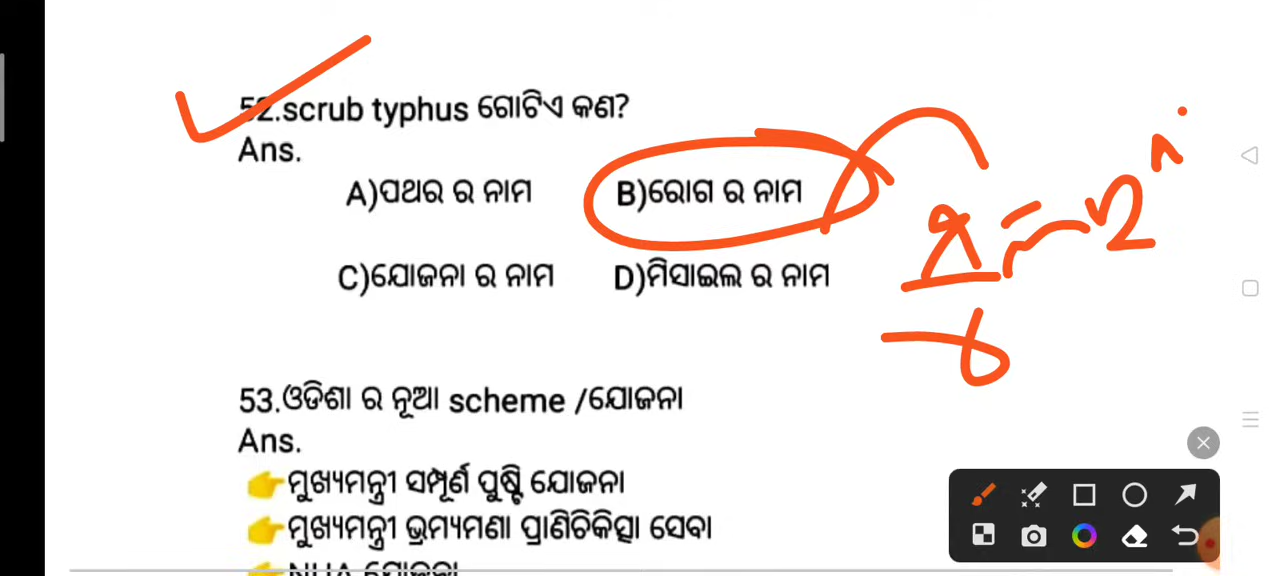 52.scrub typhus ଗୋଟିଏ କଣ?
Ans.
A)ପଥର ର ନାମ B)ରୋଗ ର ନାମ
C)ଯୋଜନା ର ନାମ D)ମିସାଇଲ ର ନାମ
53.ଓଡିଶା ର ନୂଆ scheme /ଯୋଜନା
Ans.
👉ମୁଖ୍ୟମନ୍ତ୍ରୀ ସମ୍ପୂର୍ଣ ପୁଷ୍ଟି ଯୋଜନା
👉ମୁଖ୍ୟମନ୍ତ୍ରୀ ଭ୍ରମ୍ୟମଣା ପ୍ରାଣିଚିକିତ୍ସା ସେବା